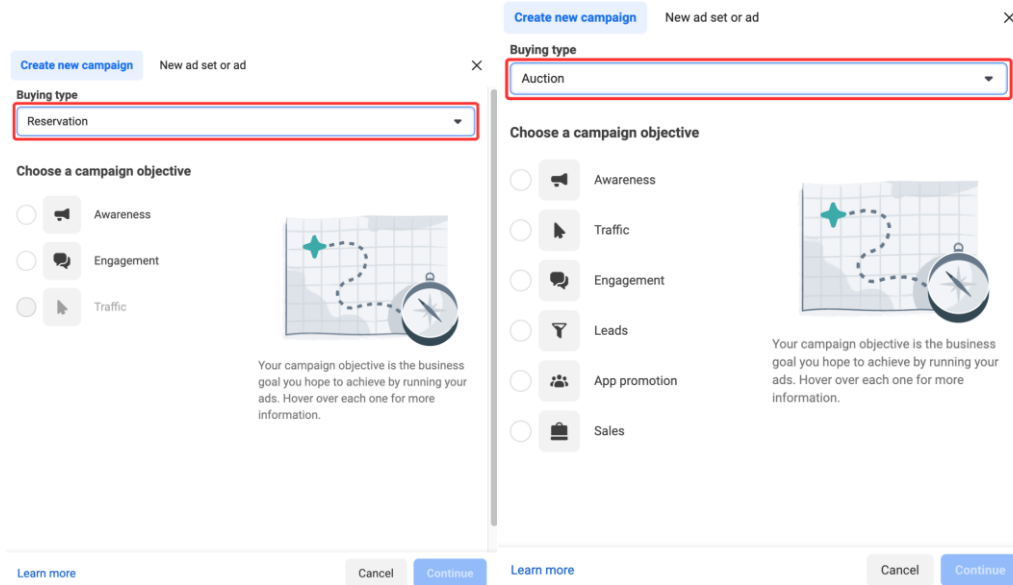 Create new campaign New ad set or ad
Buying type
Reservation
Choose a campaign objective
Awareness
Engagement
Traffic
Your campaign objective is the business
goal you hope to achieve by running your
ads. Hover over each one for more
information.
Learn more
Cancel
Continue
Create new campaign New ad set or ad
Buying type
Auction
Choose a campaign objective
Awareness
Traffic
Engagement
Leads
App promotion
Sales
Your campaign objective is the business
goal you hope to achieve by running your
ads. Hover over each one for more
information.
Learn more
Cancel
Continue